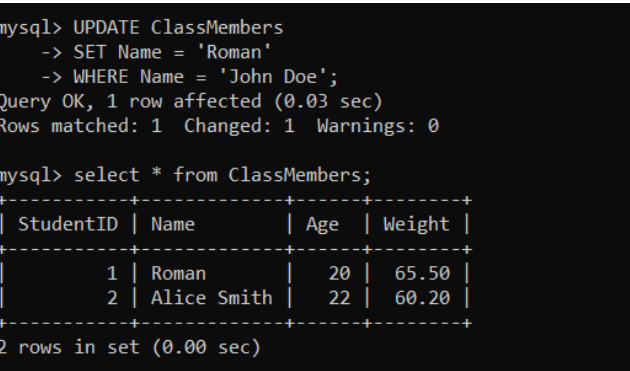 mysql> UPDATE ClassMembers
    -> SET Name = 'Roman'
    -> WHERE Name = 'John Doe';
Query OK, 1 row affected (0.03 sec)
Rows matched: 1  Changed: 1  Warnings: 0

mysql> select * from ClassMembers;
+-----------+-------------+------+--------+
| StudentID | Name        | Age  | Weight |
+-----------+-------------+------+--------+
|         1 | Roman       |   20 |  65.50 |
|         2 | Alice Smith |   22 |  60.20 |
+-----------+-------------+------+--------+
2 rows in set (0.00 sec)